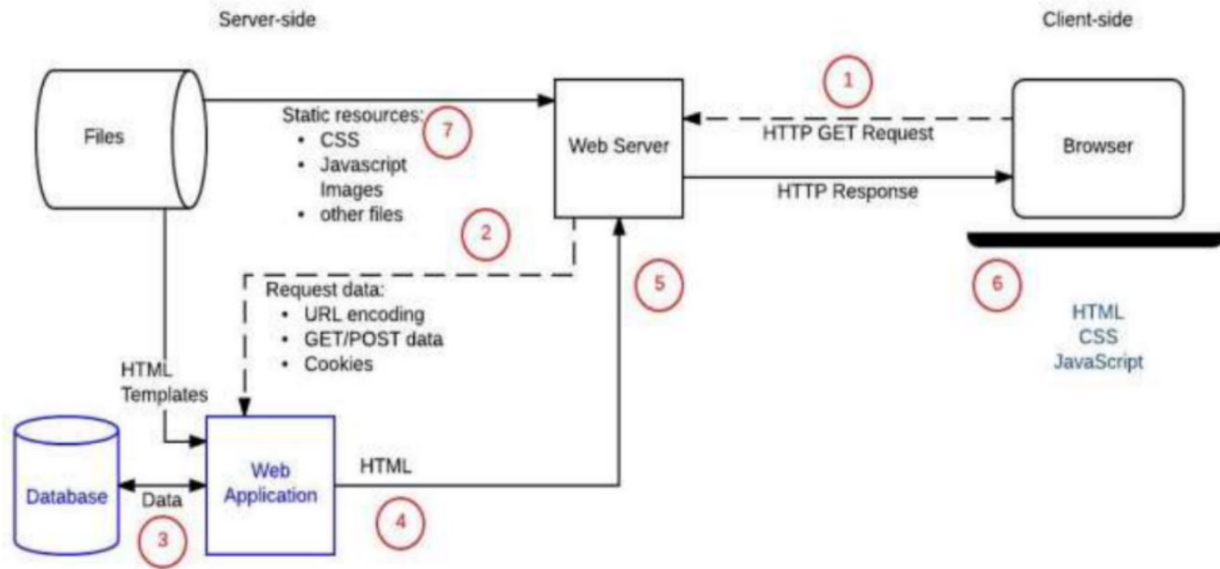 Server-side
Client-side
Files
Static resources:
• CSS
• Javascript
Images
• other files
7
Web Server
1
HTTP GET Request
HTTP Response
Browser
2
Request data:
• URL encoding
• GET/POST data
• Cookies
5
6
HTML
CSS
JavaScript
HTML
Templates
Database
Data
3
Web
Application
HTML
4